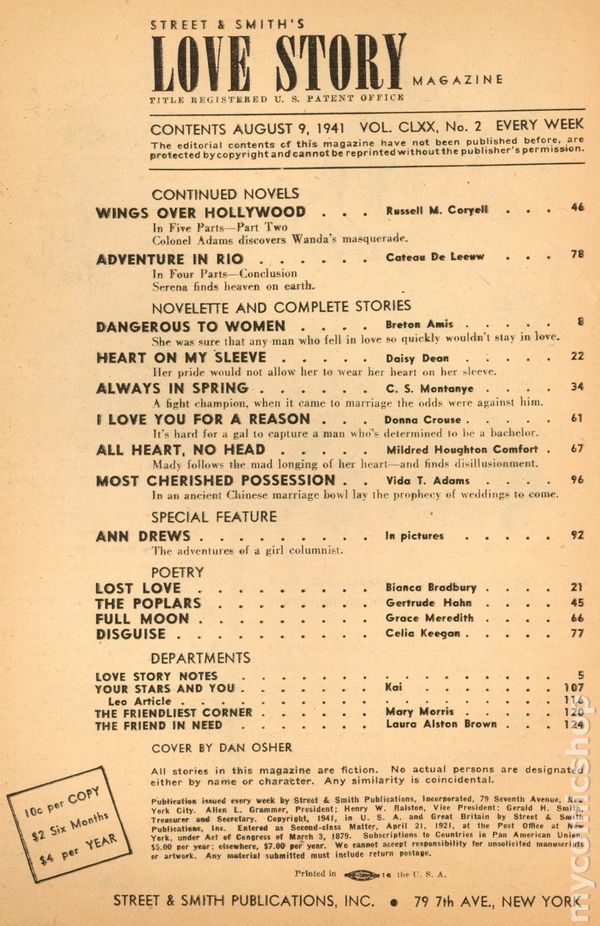 STREET & SMITH'S
LOVE STORY MAGAZINE
TITLE REGISTERED U. S. PATENT OFFICE
CONTENTS AUGUST 9, 1941 VOL. CLXX, No. 2 EVERY WEEK
The editorial contents of this magazine have not been published before, are
protected by copyright and cannot be reprinted without the publisher's permission.
CONTINUED NOVELS
WINGS OVER HOLLYWOOD . . . Russell M. Coryell . . . 46
In Five Parts—Part Two
Colonel Adams discovers Wanda's masquerade.
ADVENTURE IN RIO . . . . . . Cateau De Leeuw . . . 78
In Four Parts—Conclusion
Serena finds heaven on earth.
NOVELETTE AND COMPLETE STORIES
DANGEROUS TO WOMEN . . . . Breton Amis . . . . . 8
She was sure that any man who fell in love so quickly wouldn't stay in love.
HEART ON MY SLEEVE . . . . . Daisy Dean . . . . . 22
Her pride would not allow her to wear her heart on her sleeve.
ALWAYS IN SPRING . . . . . . C. S. Montanye . . . . 34
A fight champion, when it came to marriage the odds were against him.
I LOVE YOU FOR A REASON . . . Donna Crouse . . . . . 61
It's hard for a gal to capture a man who's determined to be a bachelor.
ALL HEART, NO HEAD . . . . . Mildred Houghton Comfort . 67
Mady follows the mad longing of her heart—and finds disillusionment.
MOST CHERISHED POSSESSION . . Vida T. Adams . . . . 96
In an ancient Chinese marriage bowl lay the prophecy of weddings to come.
SPECIAL FEATURE
ANN DREWS . . . . . . . . . In pictures . . . . . 92
The adventures of a girl columnist.
POETRY
LOST LOVE . . . . . . . . . Bianca Bradbury . . . . 21
THE POPLARS . . . . . . . . Gertrude Hahn . . . . 45
FULL MOON . . . . . . . . . Grace Meredith . . . . 66
DISGUISE . . . . . . . . . . Celia Keegan . . . . . 77
DEPARTMENTS
LOVE STORY NOTES . . . . . . . . . . . . . . 5
YOUR STARS AND YOU . . . . . . . Kai . . . . . . . 107
Leo Article . . . . . . . . . . . . . . . . 116
THE FRIENDLIEST CORNER . . . . . . Mary Morris . . . . . 120
THE FRIEND IN NEED . . . . . . . Laura Alston Brown . . . 124
COVER BY DAN OSHER
All stories in this magazine are fiction. No actual persons are designated
either by name or character. Any similarity is coincidental.
10c per COPY
$2 Six Months
$4 per YEAR
Publication issued every week by Street & Smith Publications, Incorporated, 79 Seventh Avenue, New
York City. Allen L. Grammer, President; Henry W. Ralston, Vice President; Gerald H. Smith,
Treasurer and Secretary. Copyright, 1941, in U. S. A. and Great Britain by Street & Smith
Publications, Inc. Entered as Second-class Matter, April 21, 1921, at the Post Office at New
York, under Act of Congress of March 3, 1879. Subscriptions to Countries in Pan American Union,
$5.00 per year; elsewhere, $7.00 per year. We cannot accept responsibility for unsolicited manuscripts
or artwork. Any material submitted must include return postage.
Printed in 16 the U. S. A.
STREET & SMITH PUBLICATIONS, INC. • 79 7th AVE., NEW YORK
mycomicshop